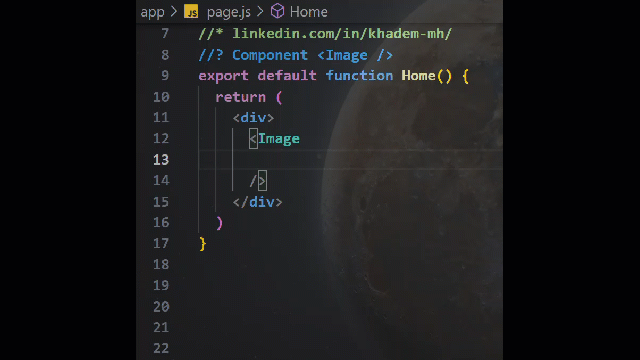 app > JS page.js > Home
7 //* linkedin.com/in/khadem-mh/
8 //? Component <Image />
9 export default function Home() {
10 return (
11 <div>
12 <Image
13
14 />
15 </div>
16 )
17 }
18
19
20
21
22